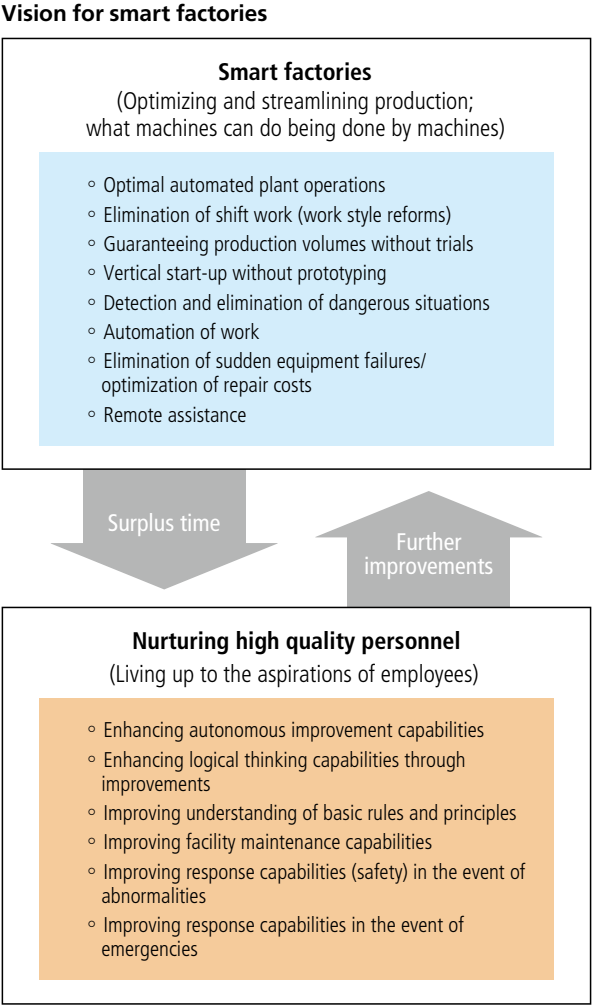 Vision for smart factories
Smart factories
(Optimizing and streamlining production;
what machines can do being done by machines)
◦ Optimal automated plant operations
◦ Elimination of shift work (work style reforms)
◦ Guaranteeing production volumes without trials
◦ Vertical start-up without prototyping
◦ Detection and elimination of dangerous situations
◦ Automation of work
◦ Elimination of sudden equipment failures/
optimization of repair costs
◦ Remote assistance
Surplus time
Further
improvements
Nurturing high quality personnel
(Living up to the aspirations of employees)
◦ Enhancing autonomous improvement capabilities
◦ Enhancing logical thinking capabilities through
improvements
◦ Improving understanding of basic rules and principles
◦ Improving facility maintenance capabilities
◦ Improving response capabilities (safety) in the event of
abnormalities
◦ Improving response capabilities in the event of
emergencies